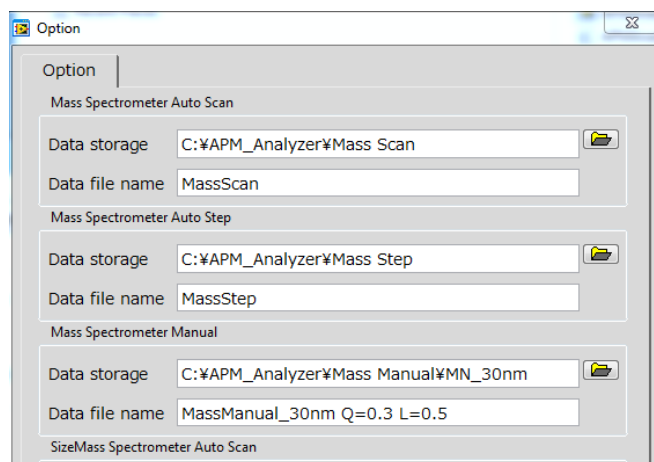 Option
Option
Mass Spectrometer Auto Scan
Data storage C:¥APM_Analyzer¥Mass Scan
Data file name MassScan
Mass Spectrometer Auto Step
Data storage C:¥APM_Analyzer¥Mass Step
Data file name MassStep
Mass Spectrometer Manual
Data storage C:¥APM_Analyzer¥Mass Manual¥MN_30nm
Data file name MassManual_30nm Q=0.3 L=0.5
SizeMass Spectrometer Auto Scan